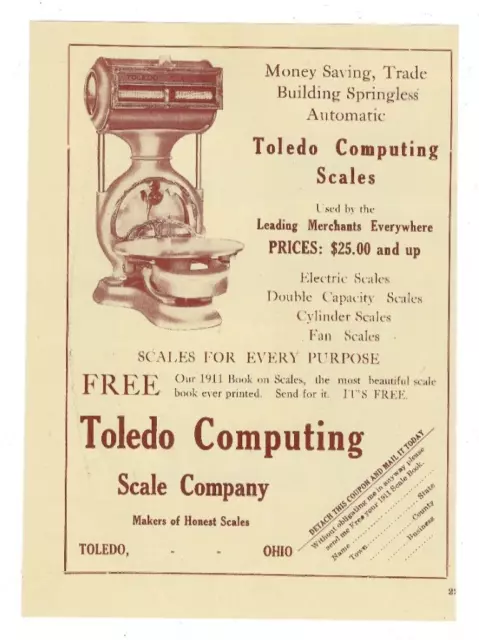 TOLEDO
Money Saving, Trade
Building Springless
Automatic
Toledo Computing
Scales
Used by the
Leading Merchants Everywhere
PRICES: $25.00 and up
Electric Scales
Double Capacity Scales
Cylinder Scales
Fan Scales
SCALES FOR EVERY PURPOSE
FREE
Our 1911 Book on Scales, the most beautiful scale
book ever printed. Send for it. IT'S FREE.
Toledo Computing
Scale Company
Makers of Honest Scales
TOLEDO, - - OHIO
DETACH THIS COUPON AND MAIL IT TODAY
Without obligating me in anyway please
send me Free your 1911 Scale Book.
Name
Town State
County
Business